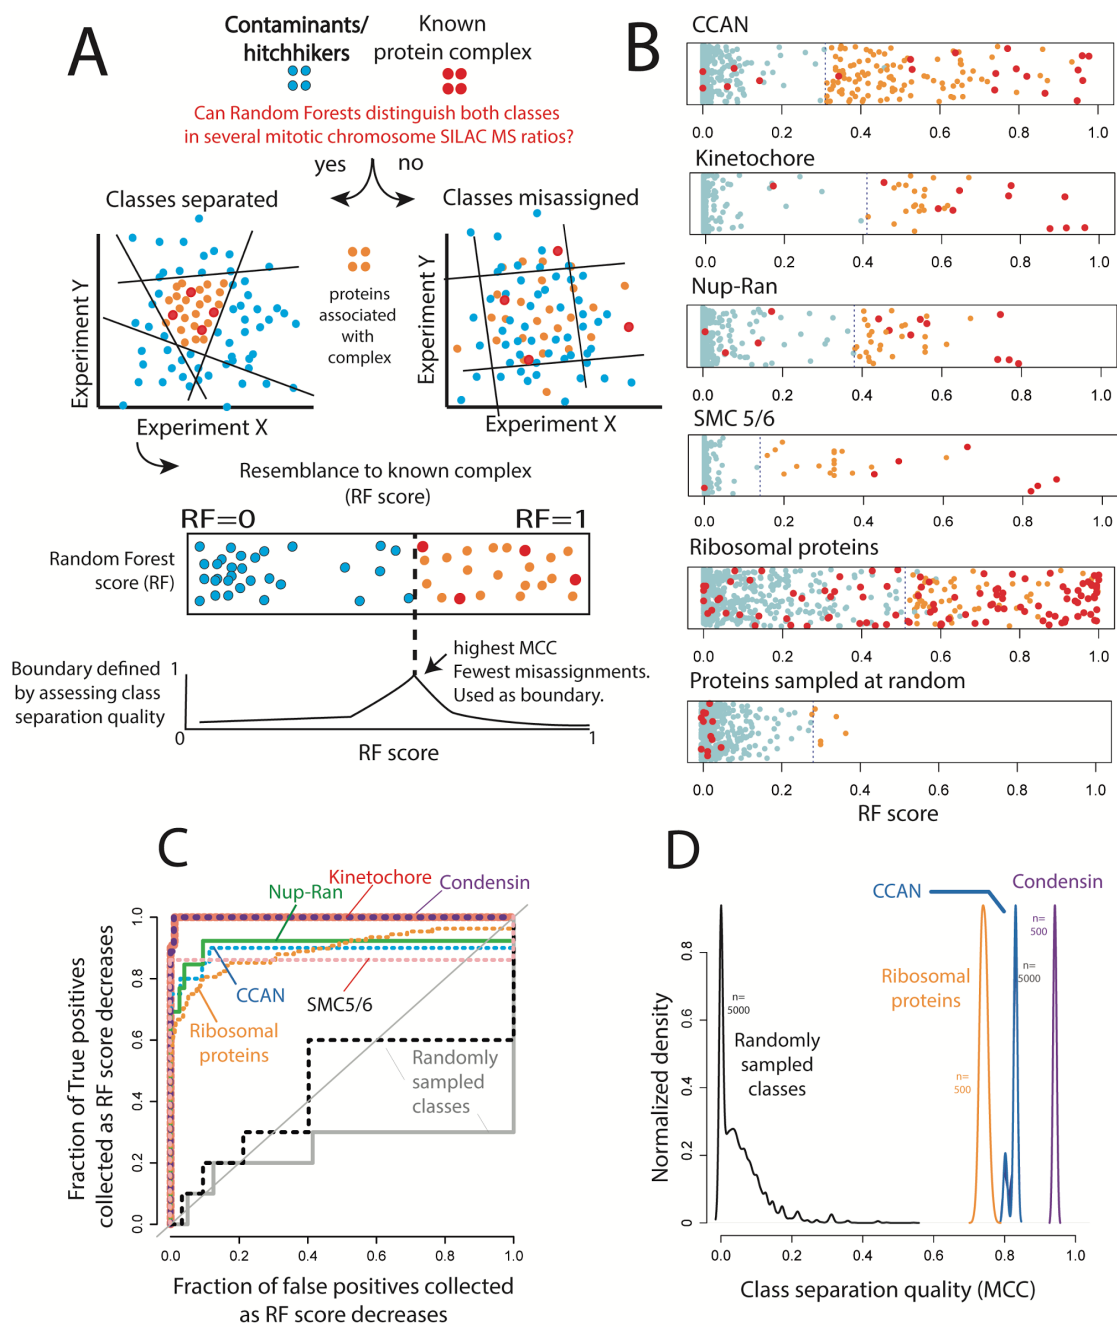 A
Contaminants/
hitchhikers
Known
protein complex
Can Random Forests distinguish both classes
in several mitotic chromosome SILAC MS ratios?
yes
no
Classes separated
Classes misassigned
Experiment Y
Experiment X
proteins
associated
with
complex
Experiment Y
Experiment X
Resemblance to known complex
(RF score)
RF=0
RF=1
Random Forest
score (RF)
highest MCC
Fewest misassignments.
Used as boundary.
Boundary defined
by assessing class
separation quality
1
0
RF score
1
B
CCAN
0.0 0.2 0.4 0.6 0.8 1.0
Kinetochore
0.0 0.2 0.4 0.6 0.8 1.0
Nup-Ran
0.0 0.2 0.4 0.6 0.8 1.0
SMC 5/6
0.0 0.2 0.4 0.6 0.8 1.0
Ribosomal proteins
0.0 0.2 0.4 0.6 0.8 1.0
Proteins sampled at random
0.0 0.2 0.4 0.6 0.8 1.0
RF score
C
Kinetochore
Condensin
Nup-Ran
CCAN
SMC5/6
Ribosomal
proteins
Randomly
sampled
classes
Fraction of True positives
collected as RF score decreases
1.0
0.8
0.6
0.4
0.2
0.0
0.0 0.2 0.4 0.6 0.8 1.0
Fraction of false positives collected
as RF score decreases
D
CCAN
Condensin
n=
500
n=
5000
Ribosomal
proteins
n=
5000
Randomly
sampled
classes
n=
500
Normalized density
0.8
0.6
0.4
0.2
0
0.0 0.2 0.4 0.6 0.8 1.0
Class separation quality (MCC)